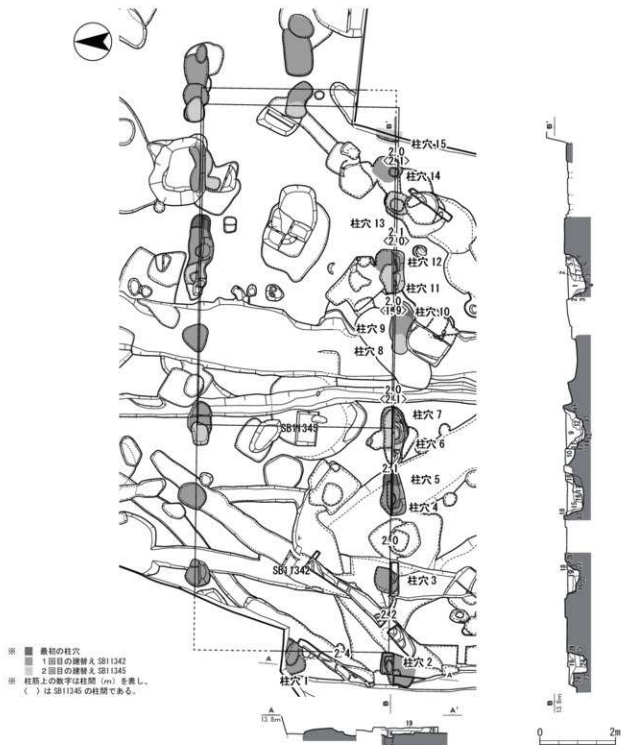 B'
柱穴 15
2.0
〈2.1〉
柱穴 14
柱穴 13
2.1
〈2.0〉
柱穴 12
柱穴 11
2.0
〈1.9〉
柱穴 10
柱穴 9
柱穴 8
2.0
〈2.1〉
柱穴 7
SB11345
柱穴 6
2.1
柱穴 5
柱穴 4
2.0
SB11342
柱穴 3
2.2
2.4
柱穴 2
A
A'
柱穴 1
B
※ 最初の柱穴
1回目の建替え SB11342
2回目の建替え SB11345
※ 柱筋上の数字は柱間(m)を表し、
〈 〉は SB11345 の柱間である。
A
13.8m
A'
19
20
B'
B
13.8m
0
2m